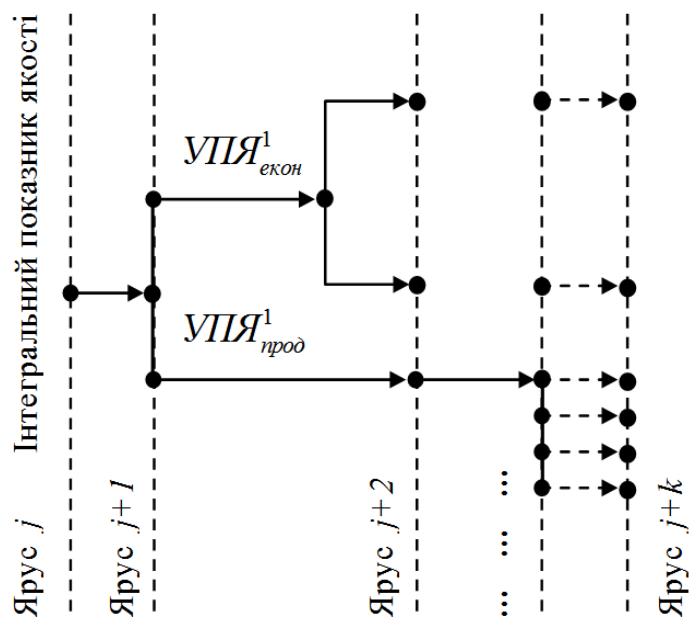 Інтегральний показник якості
УПЯ¹екон
УПЯ¹прод
Ярус j
Ярус j+1
Ярус j+2
... ... ...
Ярус j+k